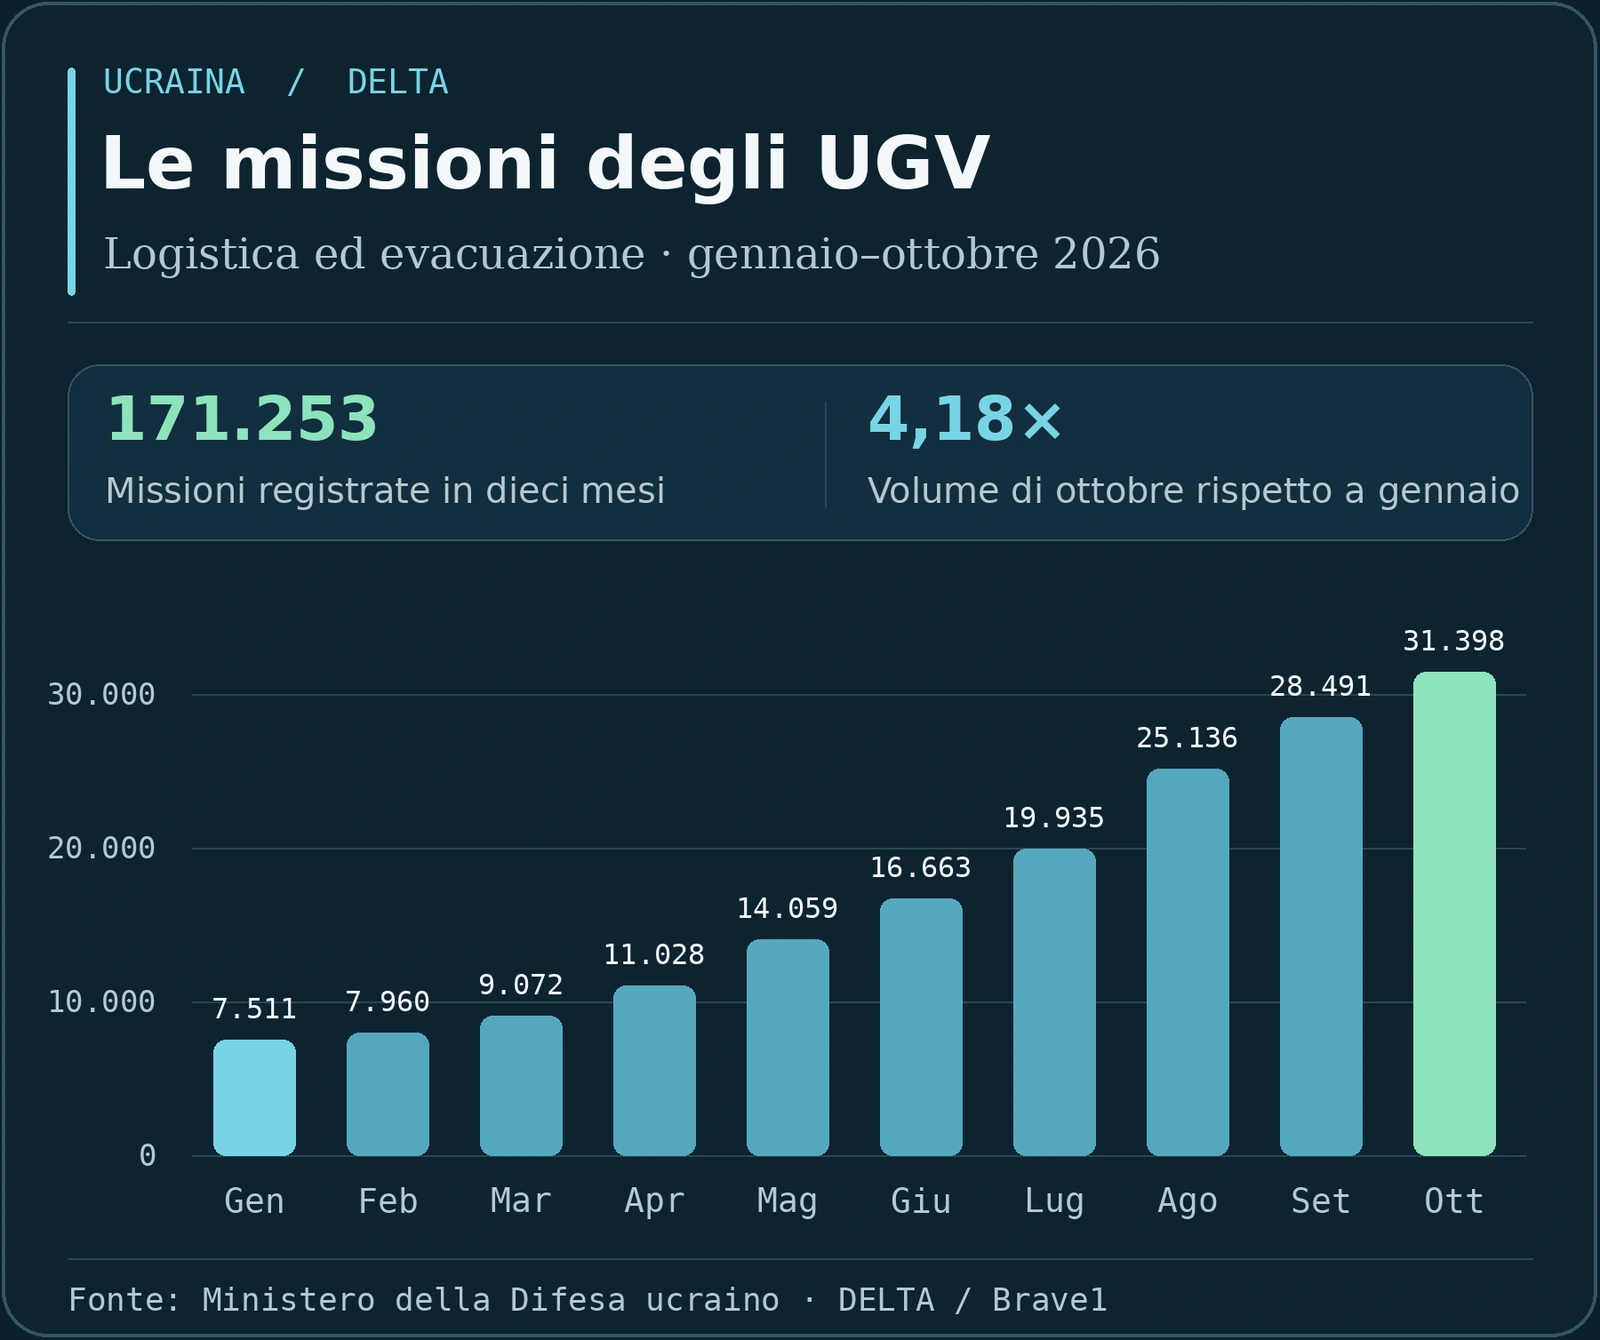 UCRAINA / DELTA
Le missioni degli UGV
Logistica ed evacuazione · gennaio–ottobre 2026
171.253
Missioni registrate in dieci mesi
4,18×
Volume di ottobre rispetto a gennaio
30.000
20.000
10.000
0
7.511
7.960
9.072
11.028
14.059
16.663
19.935
25.136
28.491
31.398
Gen Feb Mar Apr Mag Giu Lug Ago Set Ott
Fonte: Ministero della Difesa ucraino · DELTA / Brave1